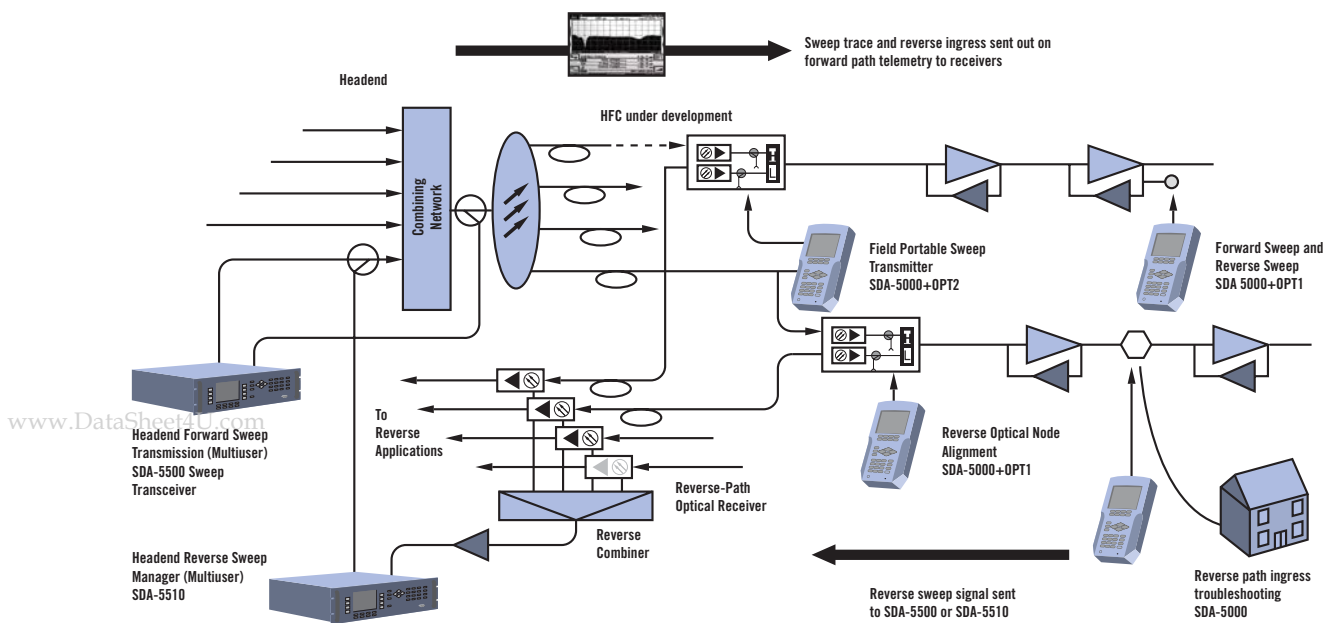 Sweep trace and reverse ingress sent out on
forward path telemetry to receivers
Headend
HFC under development
Combining
Network
Field Portable Sweep
Transmitter
SDA-5000+OPT2
Forward Sweep and
Reverse Sweep
SDA 5000+OPT1
H
L
H
L
www.DataSheet4U.com
Headend Forward Sweep
Transmission (Multiuser)
SDA-5500 Sweep
Transceiver
To
Reverse
Applications
Reverse Optical Node
Alignment
SDA-5000+OPT1
Reverse-Path
Optical Receiver
Reverse
Combiner
Headend Reverse Sweep
Manager (Multiuser)
SDA-5510
Reverse sweep signal sent
to SDA-5500 or SDA-5510
Reverse path ingress
troubleshooting
SDA-5000